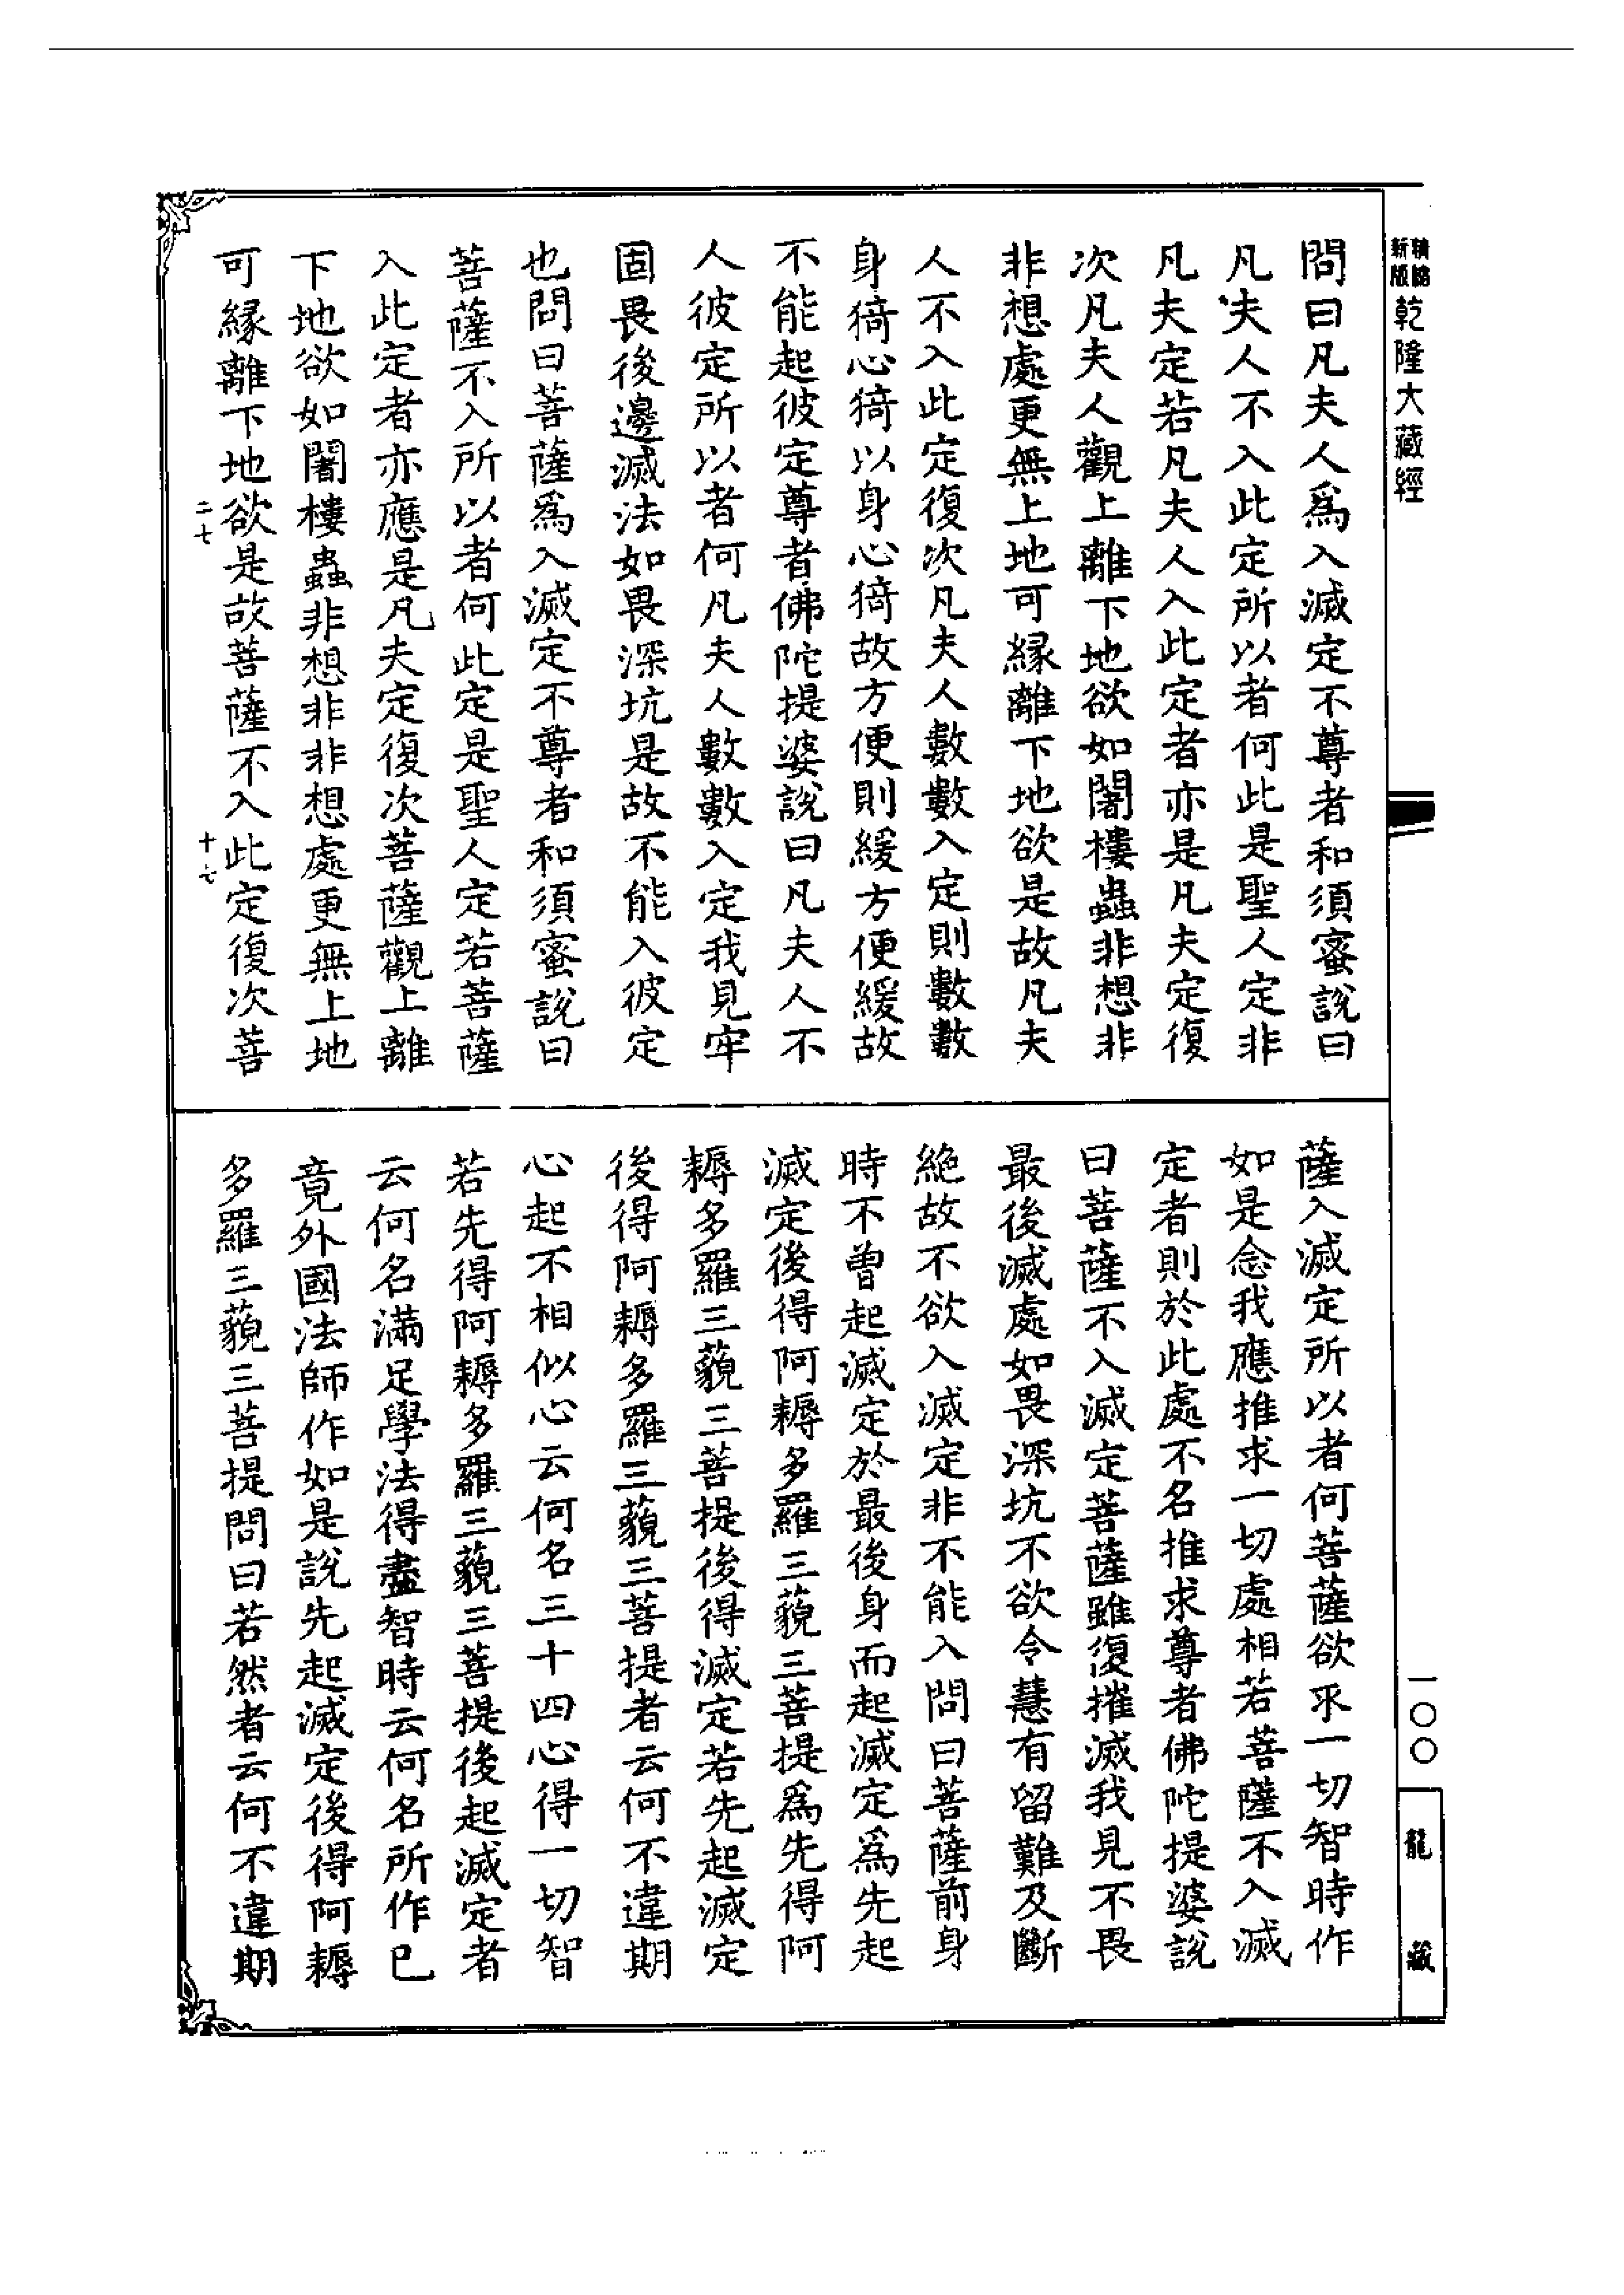 新版 精縮 乾隆大藏經
問曰凡夫人爲入滅定不尊者和須蜜說曰
凡夫人不入此定所以者何此是聖人定非
凡夫定若凡夫人入此定者亦是凡夫定復
次凡夫人觀上離下地欲如闍樓蟲非想非
非想處更無上地可緣離下地欲是故凡夫
人不入此定復次凡夫人數數入定則數數
身猗心猗以身心猗故方便則緩方便緩故
不能起彼定尊者佛陀提婆說曰凡夫人不
人彼定所以者何凡夫人數數入定我見牢
固畏後邊滅法如畏深坑是故不能入彼定
也問曰菩薩爲入滅定不尊者和須蜜說曰
菩薩不入所以者何此定是聖人定若菩薩
入此定者亦應是凡夫定復次菩薩觀上離
下地欲如闍樓蟲非想非非想處更無上地
可緣離下地欲是故菩薩不入此定復次菩
二七
十七
薩入滅定所以者何菩薩欲求一切智時作
如是念我應推求一切處相若菩薩不入滅
定者則於此處不名推求尊者佛陀提婆說
曰菩薩不入滅定菩薩雖復摧滅我見不畏
最後滅處如畏深坑不欲令慧有留難及斷
絕故不欲入滅定非不能入問曰菩薩前身
時不曾起滅定於最後身而起滅定爲先起
滅定後得阿耨多羅三藐三菩提爲先得阿
耨多羅三藐三菩提後得滅定若先起滅定
後得阿耨多羅三藐三菩提者云何不違期
心起不相似心云何名三十四心得一切智
若先得阿耨多羅三藐三菩提後起滅定者
云何名滿足學法得盡智時云何名所作已
竟外國法師作如是說先起滅定後得阿耨
多羅三藐三菩提問曰若然者云何不違期
一〇〇
龍藏